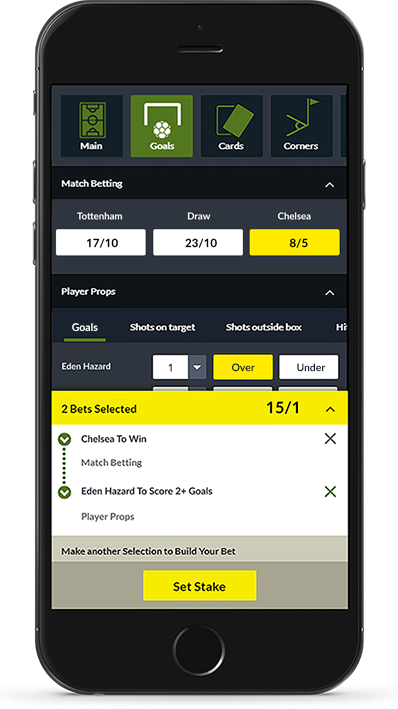 Main Goals Cards Corners
Match Betting
Tottenham Draw Chelsea
17/10 23/10 8/5
Player Props
Goals Shots on target Shots outside box Hi
Eden Hazard 1 Over Under
2 Bets Selected 15/1
Chelsea To Win
Match Betting
Eden Hazard To Score 2+ Goals
Player Props
Make another Selection to Build Your Bet
Set Stake